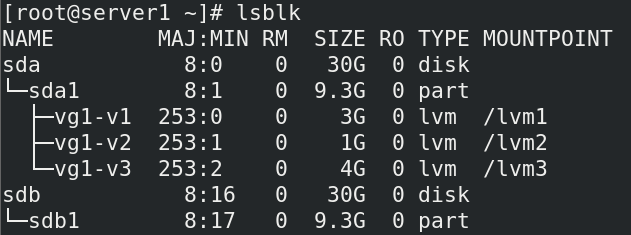 [root@server1 ~]# lsblk
NAME        MAJ:MIN RM  SIZE RO TYPE MOUNTPOINT
sda           8:0    0   30G  0 disk
└─sda1        8:1    0  9.3G  0 part
  ├─vg1-v1  253:0    0    3G  0 lvm  /lvm1
  ├─vg1-v2  253:1    0    1G  0 lvm  /lvm2
  └─vg1-v3  253:2    0    4G  0 lvm  /lvm3
sdb           8:16   0   30G  0 disk
└─sdb1        8:17   0  9.3G  0 part